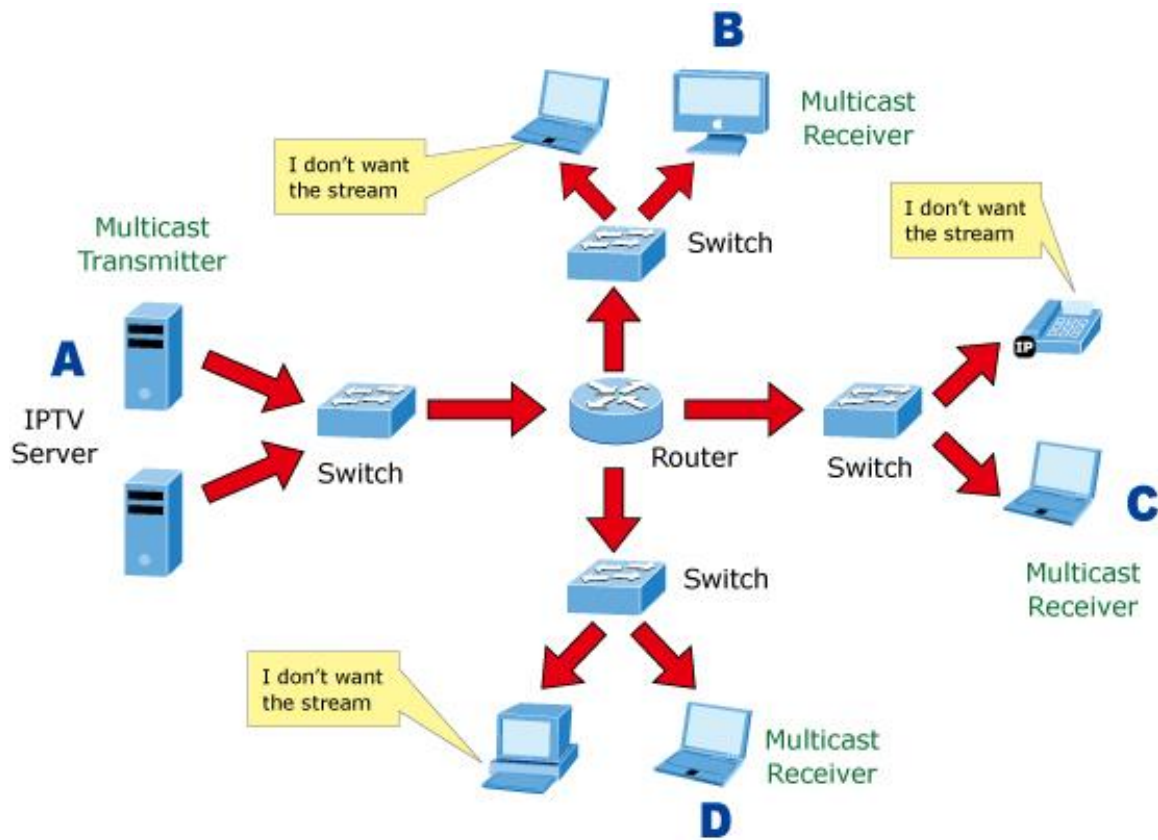 B
Multicast
Receiver
I don't want
the stream
Switch
I don't want
the stream
Multicast
Transmitter
A
IPTV
Server
Switch
Router
IP
Switch
C
Multicast
Receiver
Switch
I don't want
the stream
Multicast
Receiver
D